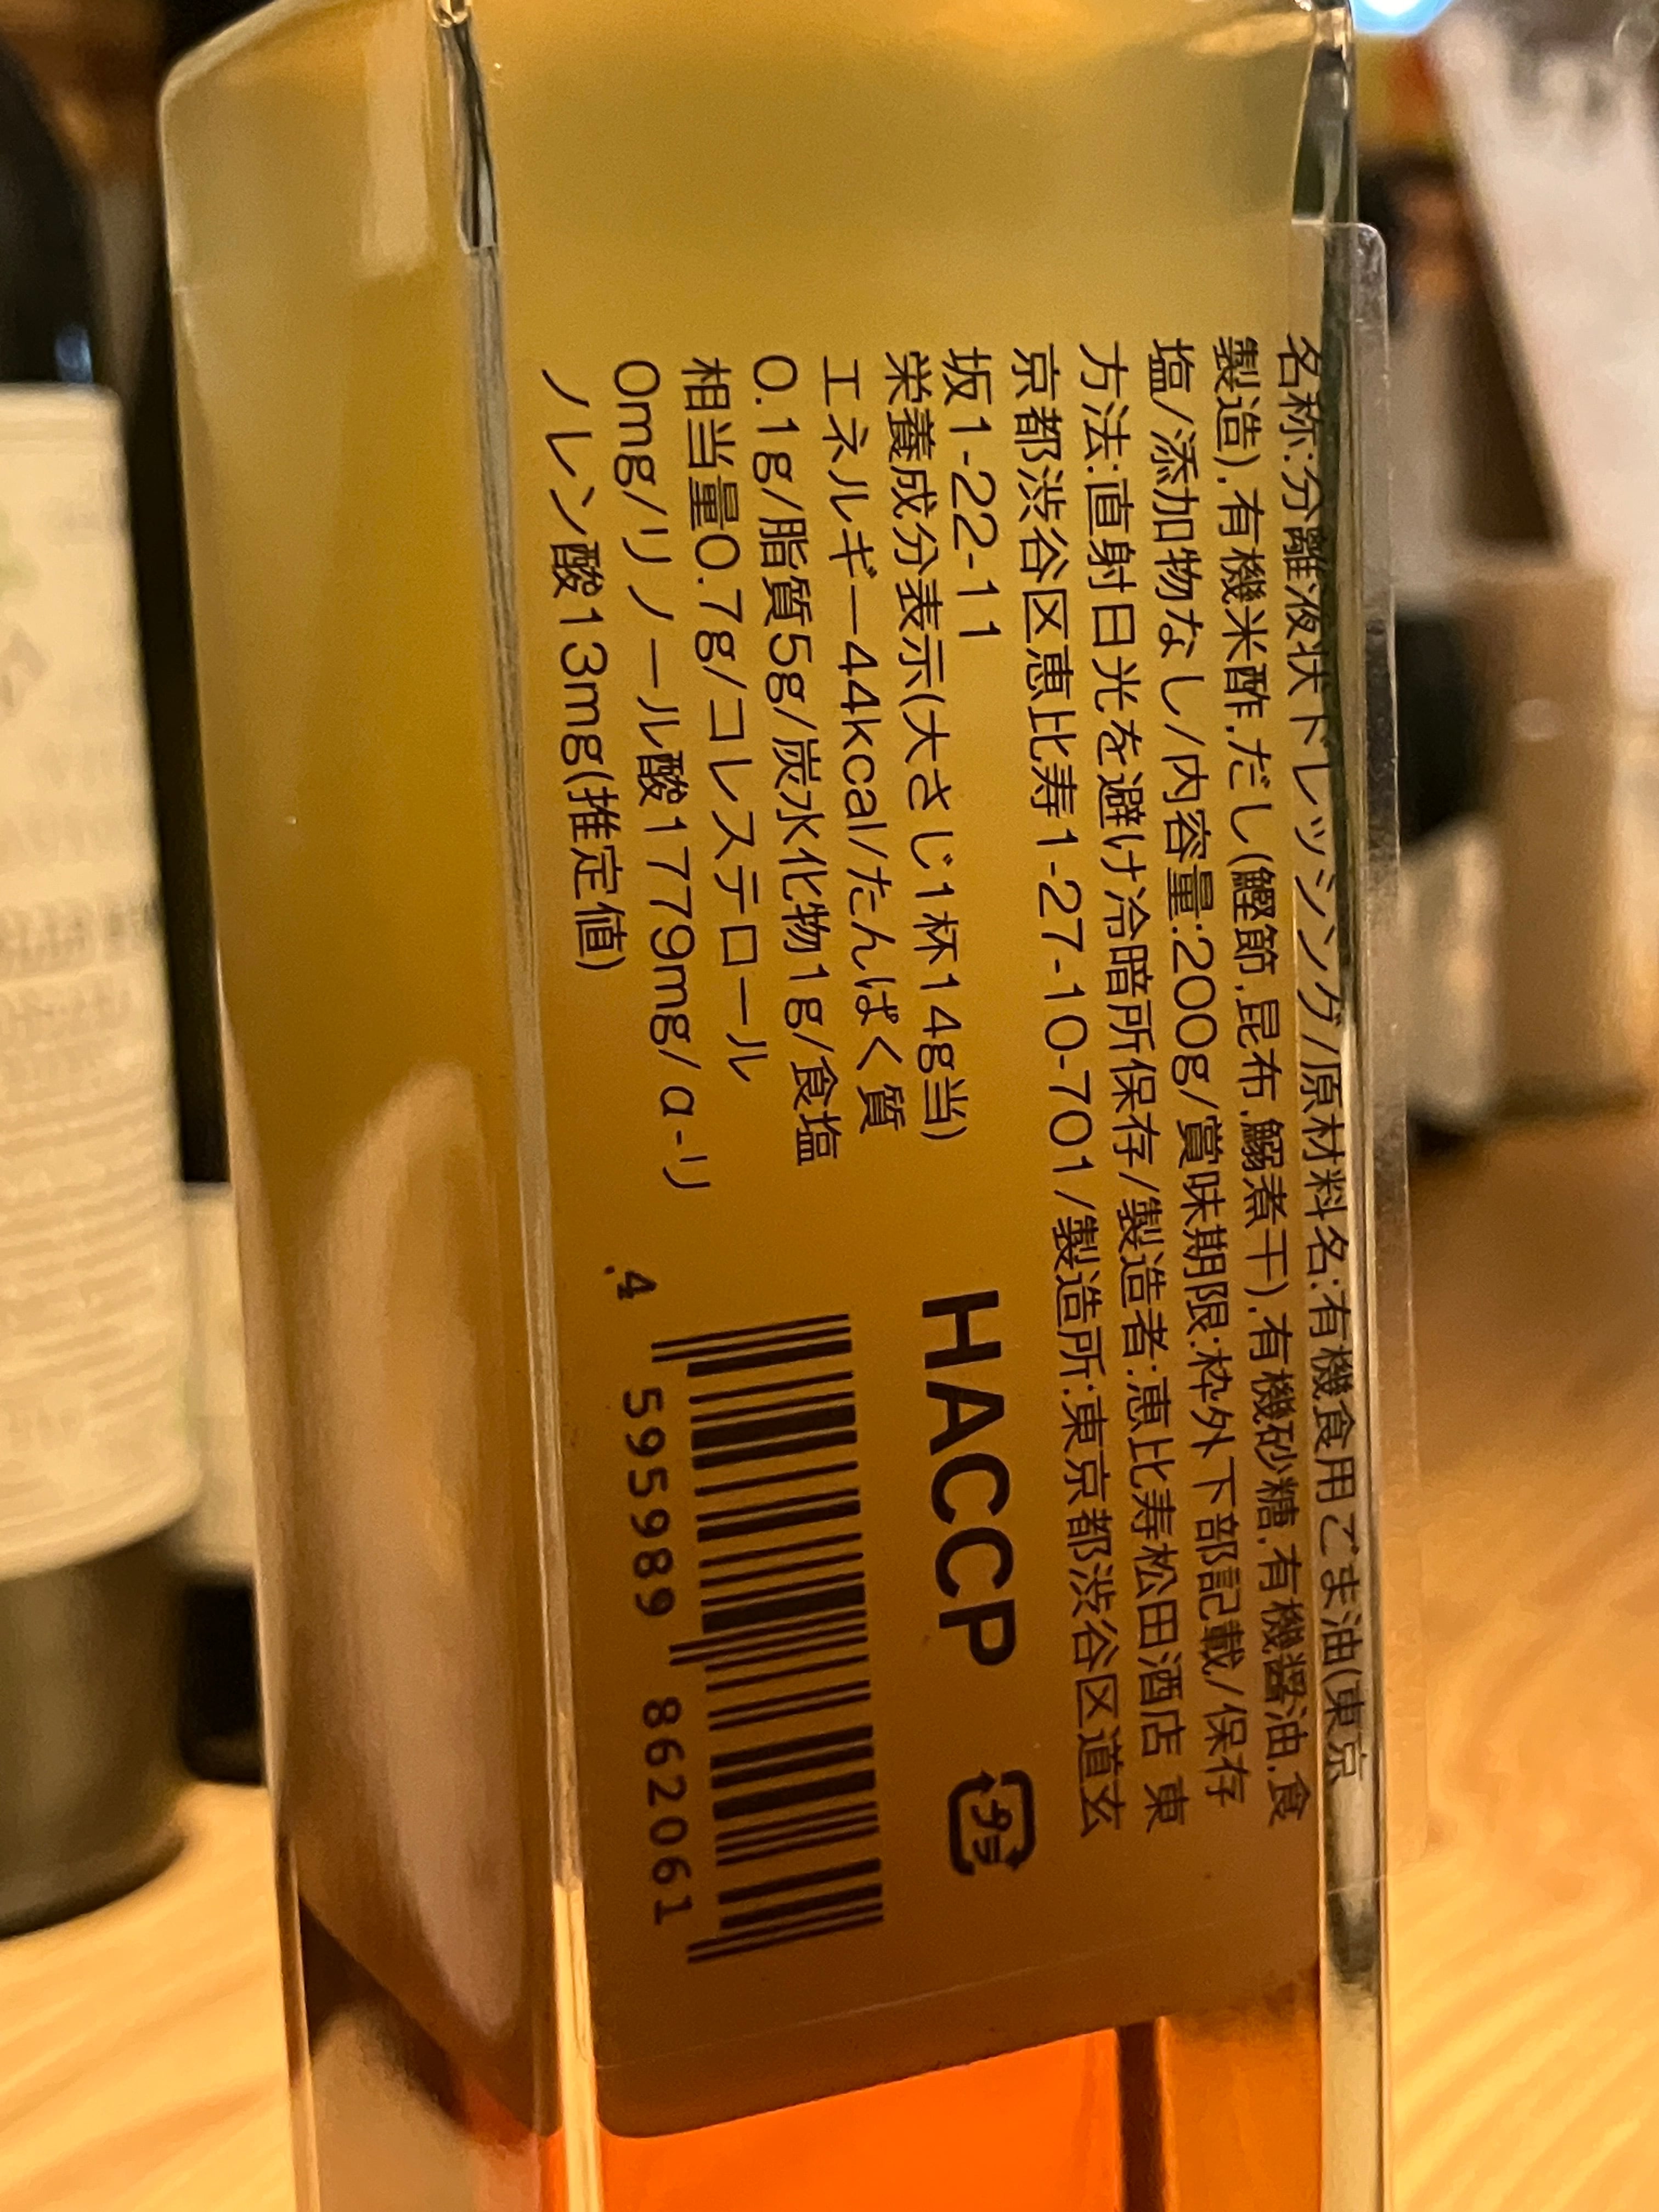 名称:分離液状ドレッシング/原材料名:有機食用ごま油(東京
製造),有機米酢,だし(鰹節,昆布,鰯煮干),有機砂糖,有機醤油,食
塩/添加物なし/内容量:200g/賞味期限:枠外下部記載/保存
方法:直射日光を避け冷暗所保存/製造者:恵比寿松田酒店 東
京都渋谷区恵比寿1-27-10-701/製造所:東京都渋谷区道玄
坂1-22-11
栄養成分表示(大さじ1杯14g当)
エネルギー44kcal/たんぱく質
0.1g/脂質5g/炭水化物1g/食塩
相当量0.7g/コレステロール
0mg/リノール酸1779mg/α-リ
ノレン酸13mg(推定値)
HACCP
プラ
4 595989 862061